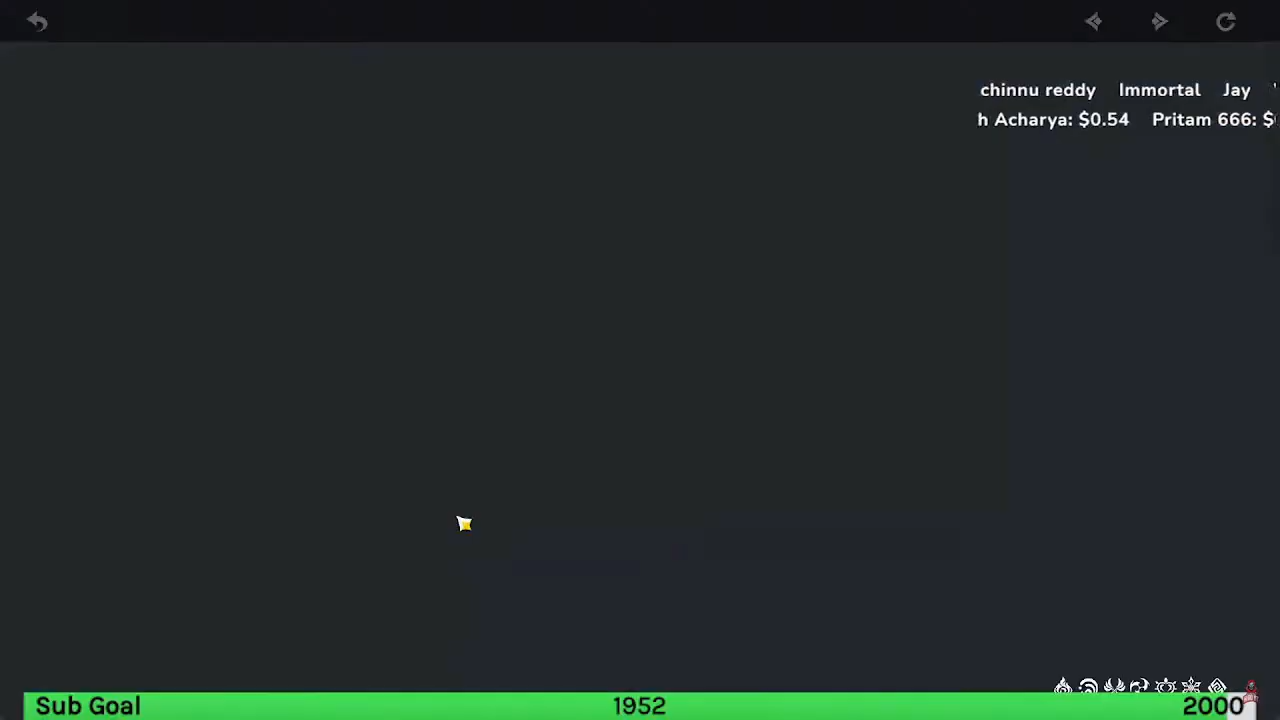 chinnu reddy Immortal Jay
h Acharya: $0.54 Pritam 666: $
Sub Goal 1952 2000